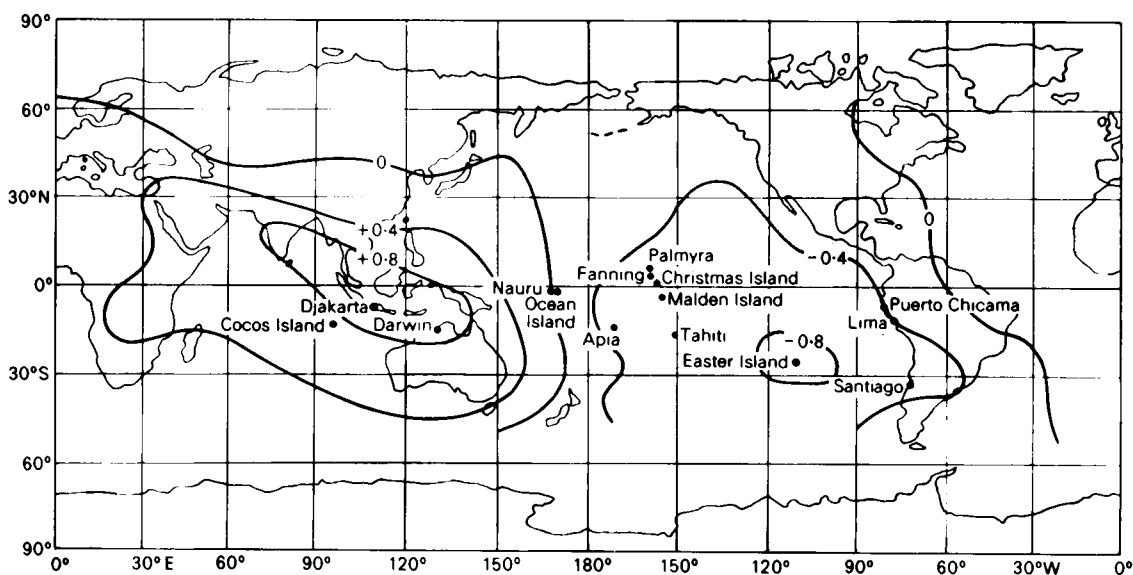 90°
60°
0
30°N
+0·4
0
+0·8
Palmyra
-0·4
Fanning
Christmas Island
0°
Nauru
Malden Island
Puerto Chicama
Djakarta
Ocean
Island
Cocos Island
Darwin
Apia
Tahiti
Lima
-0·8
Easter Island
30°S
Santiago
60°
90°
0° 30°E 60° 90° 120° 150° 180° 150° 120° 90° 60° 30°W 0°